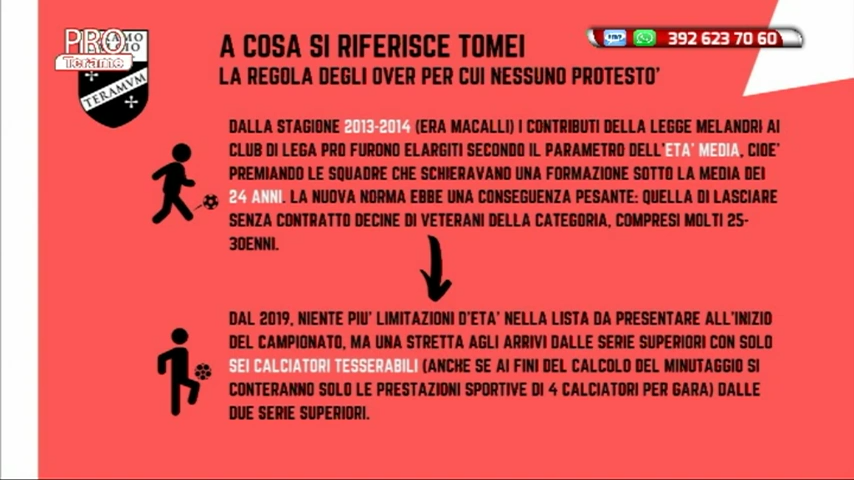 PRO
Teramo
TERAMVM
392 623 70 60
A COSA SI RIFERISCE TOMEI
LA REGOLA DEGLI OVER PER CUI NESSUNO PROTESTO'
DALLA STAGIONE 2013-2014 (ERA MACALLI) I CONTRIBUTI DELLA LEGGE MELANDRI AI
CLUB DI LEGA PRO FURONO ELARGITI SECONDO IL PARAMETRO DELL'ETA' MEDIA, CIOE'
PREMIANDO LE SQUADRE CHE SCHIERAVANO UNA FORMAZIONE SOTTO LA MEDIA DEI
24 ANNI. LA NUOVA NORMA EBBE UNA CONSEGUENZA PESANTE: QUELLA DI LASCIARE
SENZA CONTRATTO DECINE DI VETERANI DELLA CATEGORIA, COMPRESI MOLTI 25-
30ENNI.
DAL 2019, NIENTE PIU' LIMITAZIONI D'ETA' NELLA LISTA DA PRESENTARE ALL'INIZIO
DEL CAMPIONATO, MA UNA STRETTA AGLI ARRIVI DALLE SERIE SUPERIORI CON SOLO
SEI CALCIATORI TESSERABILI (ANCHE SE AI FINI DEL CALCOLO DEL MINUTAGGIO SI
CONTERANNO SOLO LE PRESTAZIONI SPORTIVE DI 4 CALCIATORI PER GARA) DALLE
DUE SERIE SUPERIORI.